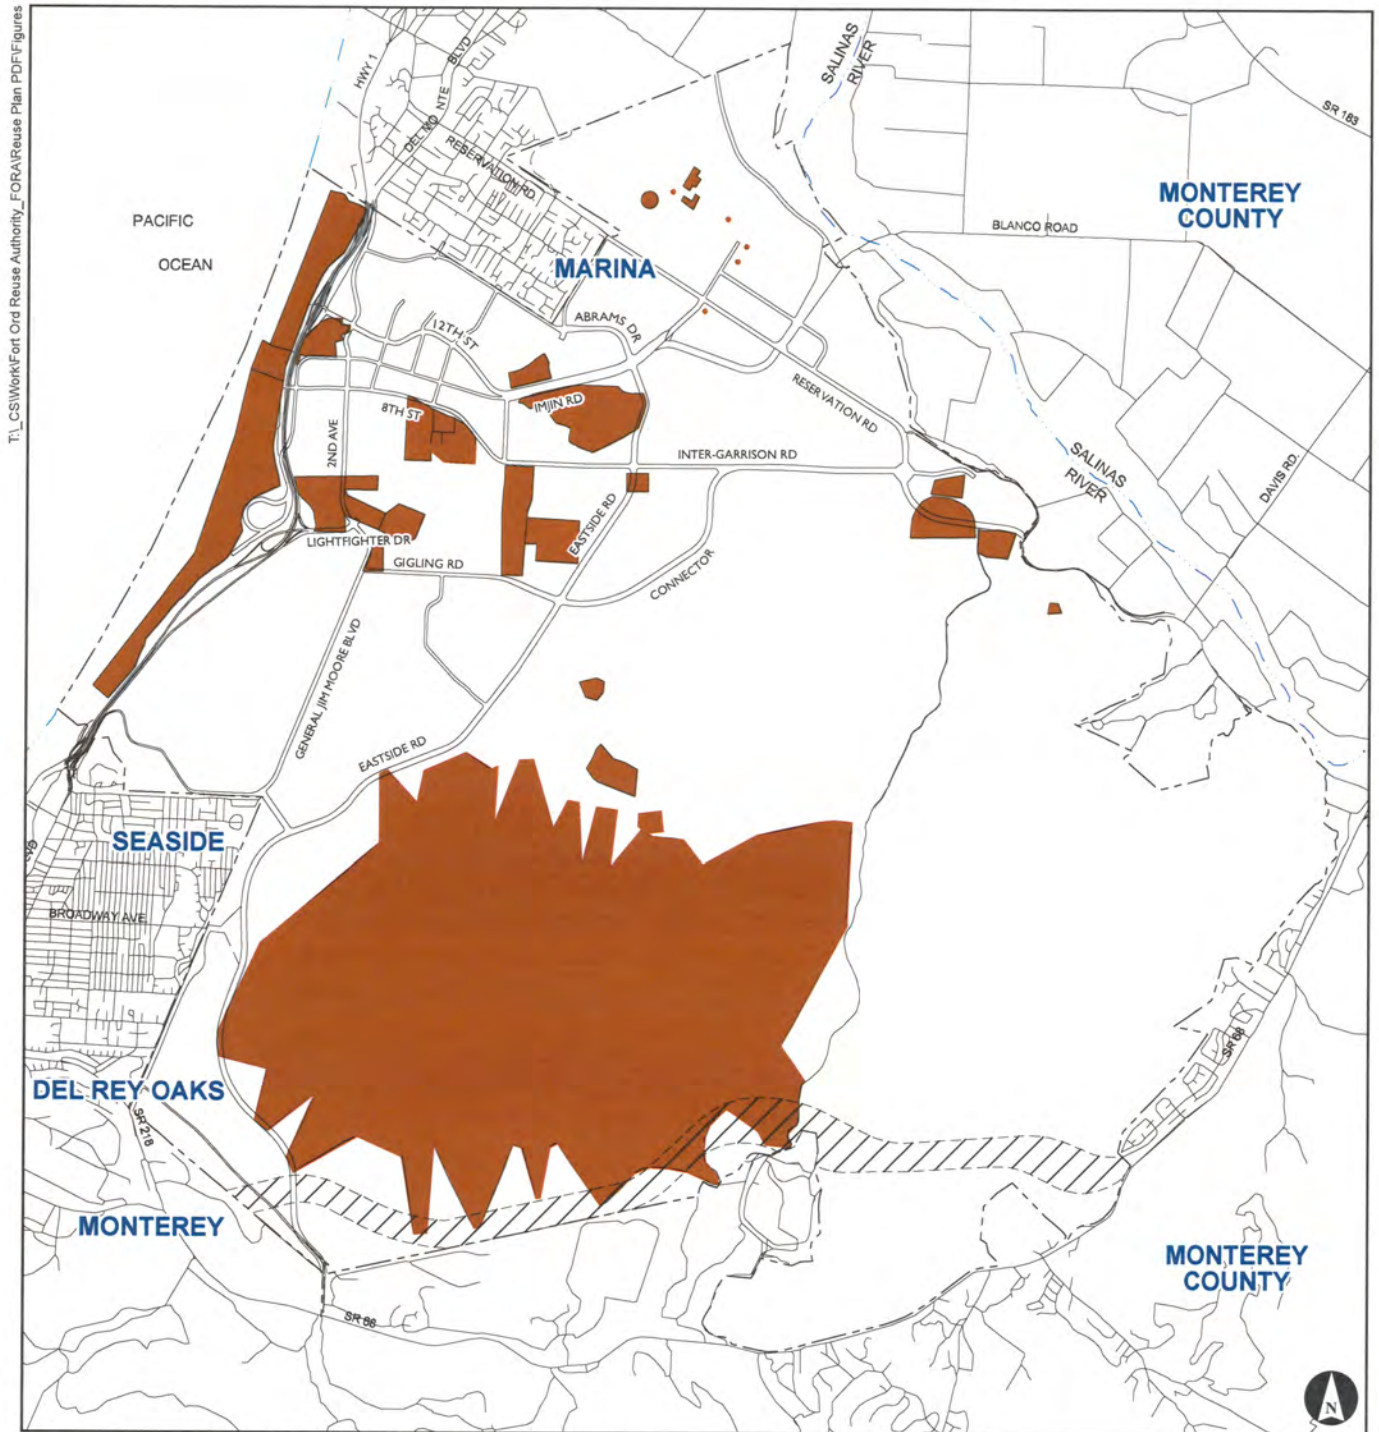 T:\_CS\Work\Fort Ord Reuse Authority_FORA\Reuse Plan PDF\Figures
HWY 1
DEL MO NTE BLVD
RESERVATION RD
SALINAS
RIVER
SR 183
MONTEREY
COUNTY
PACIFIC
OCEAN
BLANCO ROAD
MARINA
ABRAMS DR
12TH ST
RESERVATION RD
IMJIN RD
8TH ST
2ND AVE
INTER-GARRISON RD
SALINAS
RIVER
DAVIS RD.
EASTSIDE RD
LIGHTFIGHTER DR
GIGLING RD
CONNECTOR
GENERAL JIM MOORE BLVD
EASTSIDE RD
SEASIDE
BLVD
BROADWAY AVE
SR 68
DEL REY OAKS
SR 218
MONTEREY
MONTEREY
COUNTY
SR 68
N